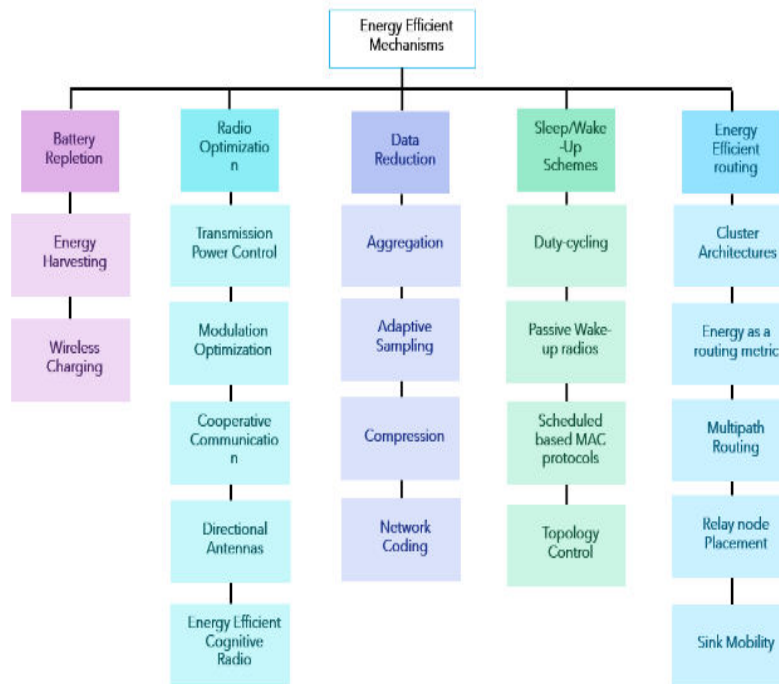 Energy Efficient
Mechanisms
Battery
Repletion
Energy
Harvesting
Wireless
Charging
Radio
Optimizatio
n
Transmission
Power Control
Modulation
Optimization
Cooperative
Communicatio
n
Directional
Antennas
Energy Efficient
Cognitive
Radio
Data
Reduction
Aggregation
Adaptive
Sampling
Compression
Network
Coding
Sleep/Wake
-Up
Schemes
Duty-cycling
Passive Wake-
up radios
Scheduled
based MAC
protocols
Topology
Control
Energy
Efficient
routing
Cluster
Architectures
Energy as a
routing metric
Multipath
Routing
Relay node
Placement
Sink Mobility